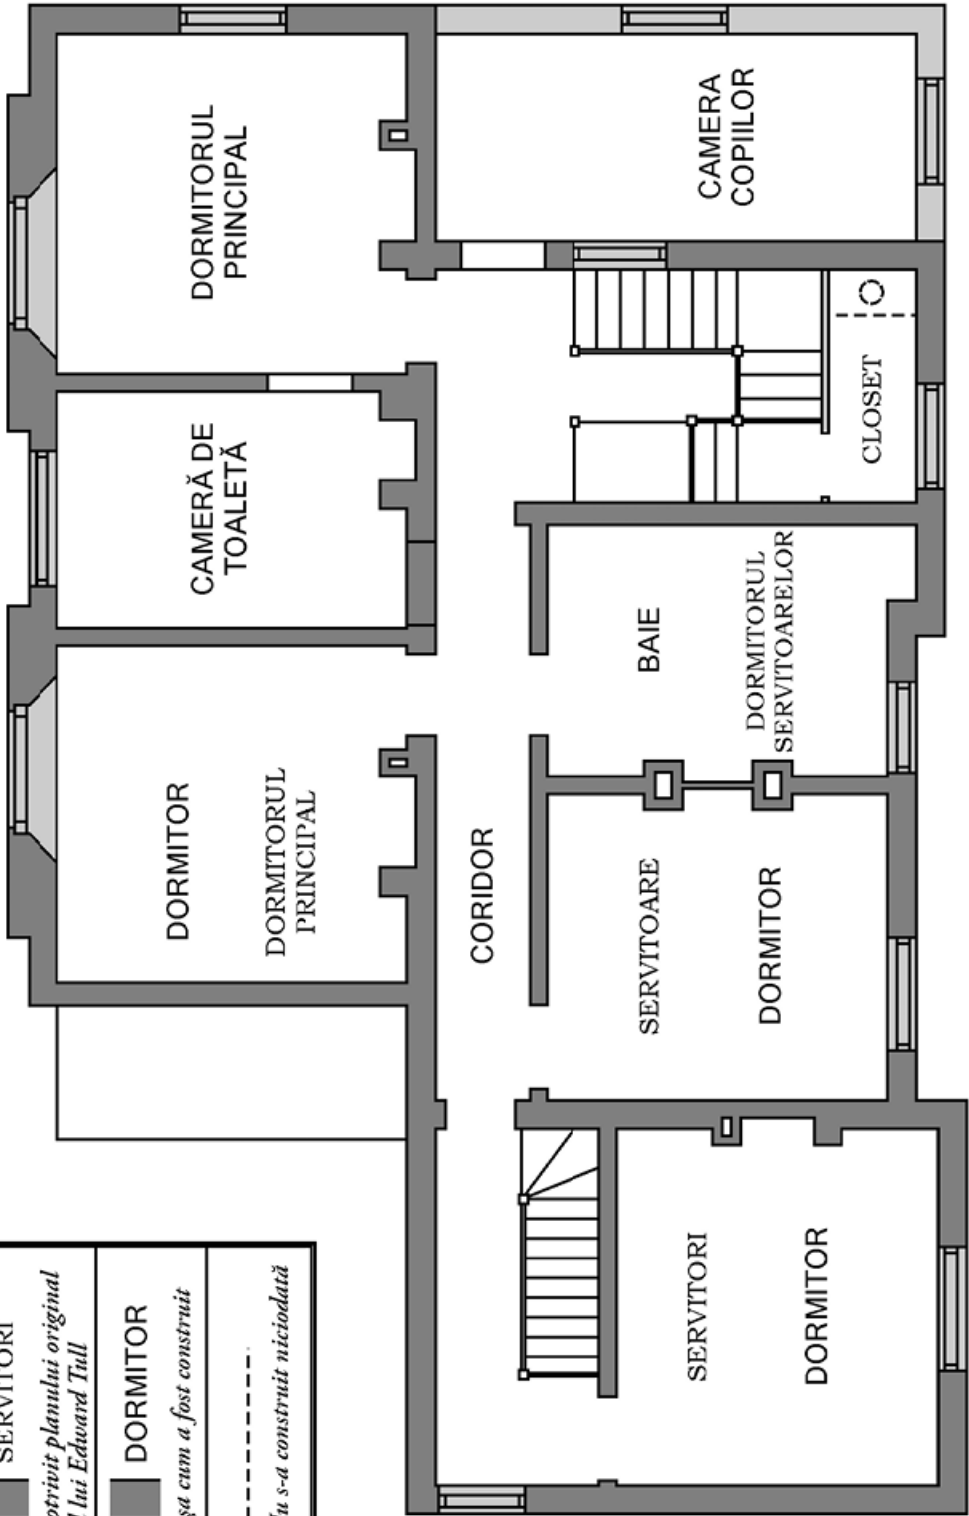 SERVITORI
otrivit planului original
lui Edward Tull
DORMITOR
șa cum a fost construit
s-a construit niciodată
DORMITOR
DORMITORUL
PRINCIPAL
CAMERĂ DE
TOALETĂ
DORMITORUL
PRINCIPAL
CORIDOR
SERVITORI
DORMITOR
SERVITOARE
DORMITOR
BAIE
DORMITORUL
SERVITOARELOR
CLOSET
CAMERA
COPIILOR